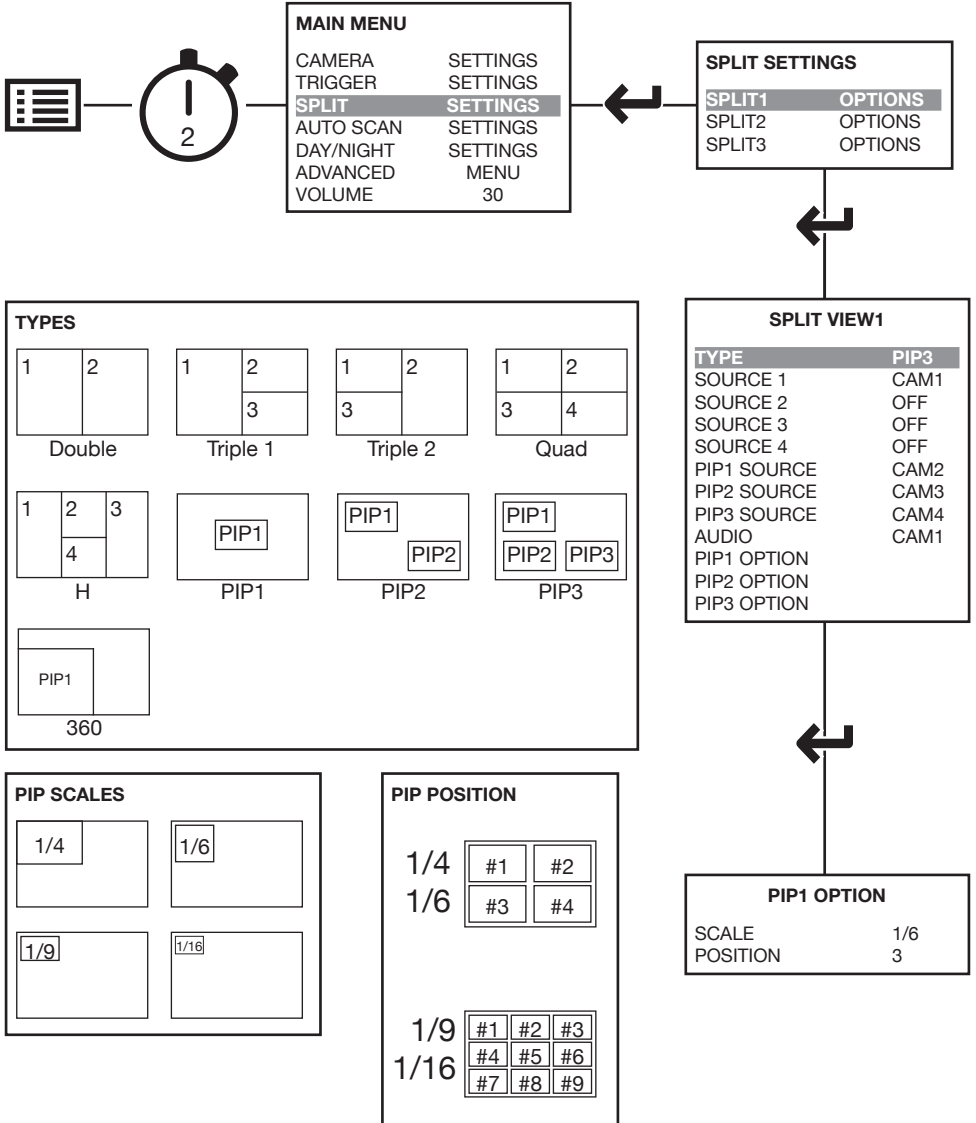 2
MAIN MENU
CAMERA SETTINGS
TRIGGER SETTINGS
SPLIT SETTINGS
AUTO SCAN SETTINGS
DAY/NIGHT SETTINGS
ADVANCED MENU
VOLUME 30
SPLIT SETTINGS
SPLIT1 OPTIONS
SPLIT2 OPTIONS
SPLIT3 OPTIONS
SPLIT VIEW1
TYPE PIP3
SOURCE 1 CAM1
SOURCE 2 OFF
SOURCE 3 OFF
SOURCE 4 OFF
PIP1 SOURCE CAM2
PIP2 SOURCE CAM3
PIP3 SOURCE CAM4
AUDIO CAM1
PIP1 OPTION
PIP2 OPTION
PIP3 OPTION
PIP1 OPTION
SCALE 1/6
POSITION 3
TYPES
1 2
Double
1 2
3
Triple 1
1 2
3
Triple 2
1 2
3 4
Quad
1 2 3
4
H
PIP1
PIP1
PIP1
PIP2
PIP2
PIP1
PIP2 PIP3
PIP3
PIP1
360
PIP SCALES
1/4
1/6
1/9
1/16
PIP POSITION
1/4 #1 #2
1/6 #3 #4
1/9 #1 #2 #3
1/16 #4 #5 #6
#7 #8 #9